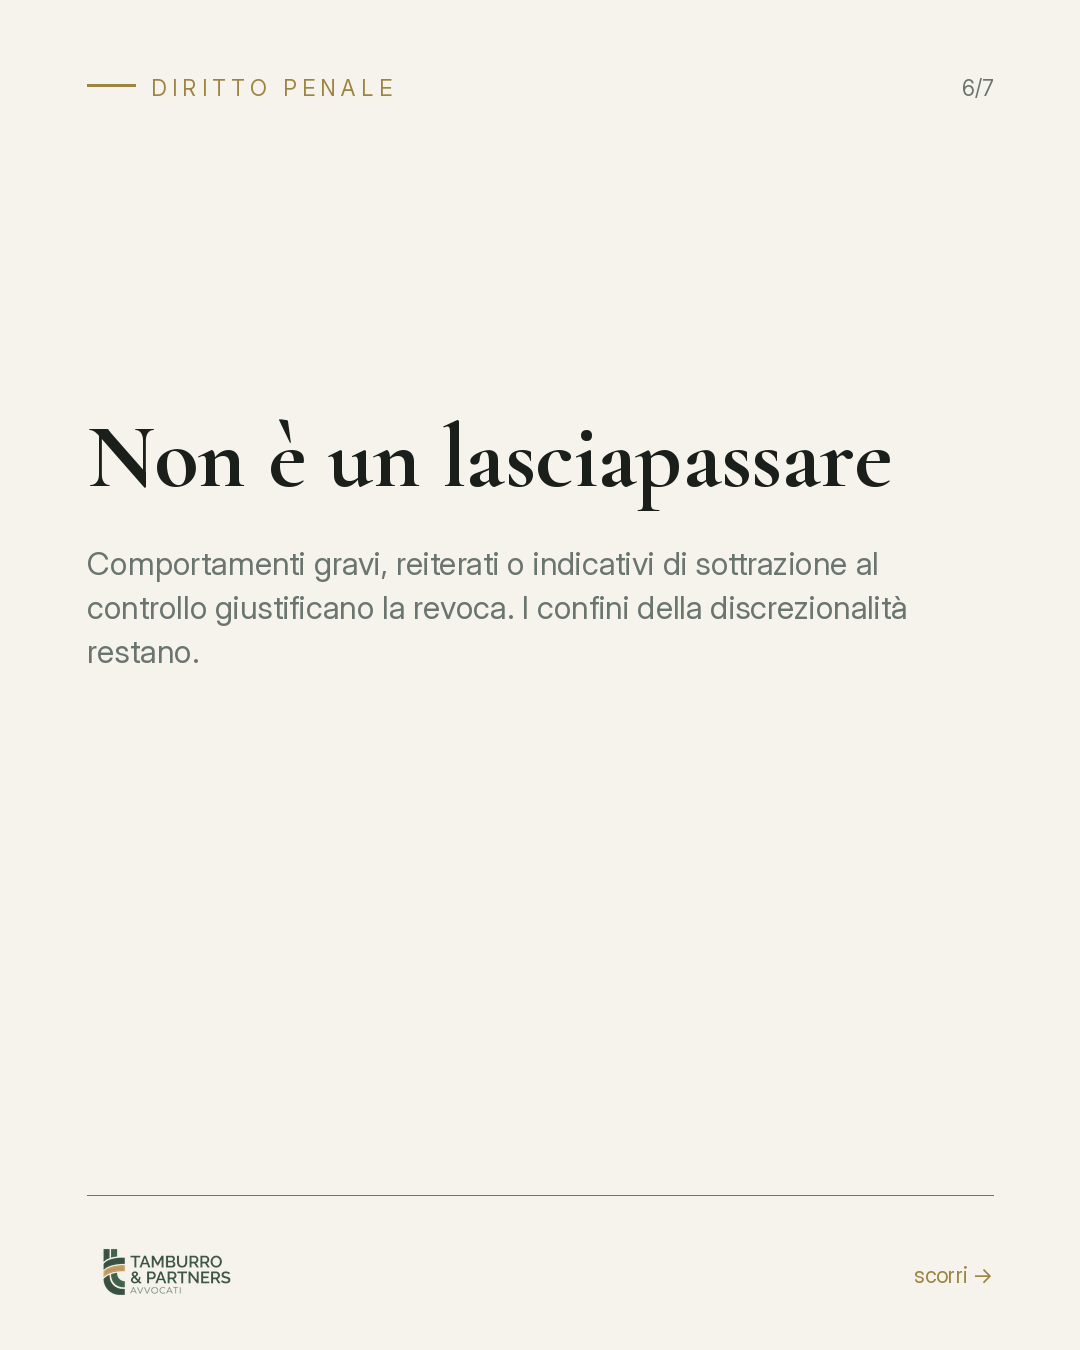 DIRITTO PENALE
6/7
Non è un lasciapassare
Comportamenti gravi, reiterati o indicativi di sottrazione al
controllo giustificano la revoca. I confini della discrezionalità
restano.
TAMBURRO
& PARTNERS
AVVOCATI
scorri →